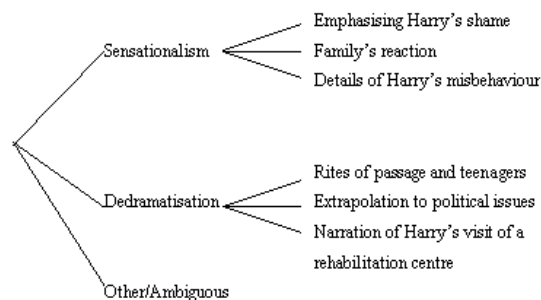 Emphasising Harry's shame
Sensationalism
Family's reaction
Details of Harry's misbehaviour
Rites of passage and teenagers
Dedramatisation
Extrapolation to political issues
Narration of Harry's visit of a
rehabilitation centre
Other/Ambiguous